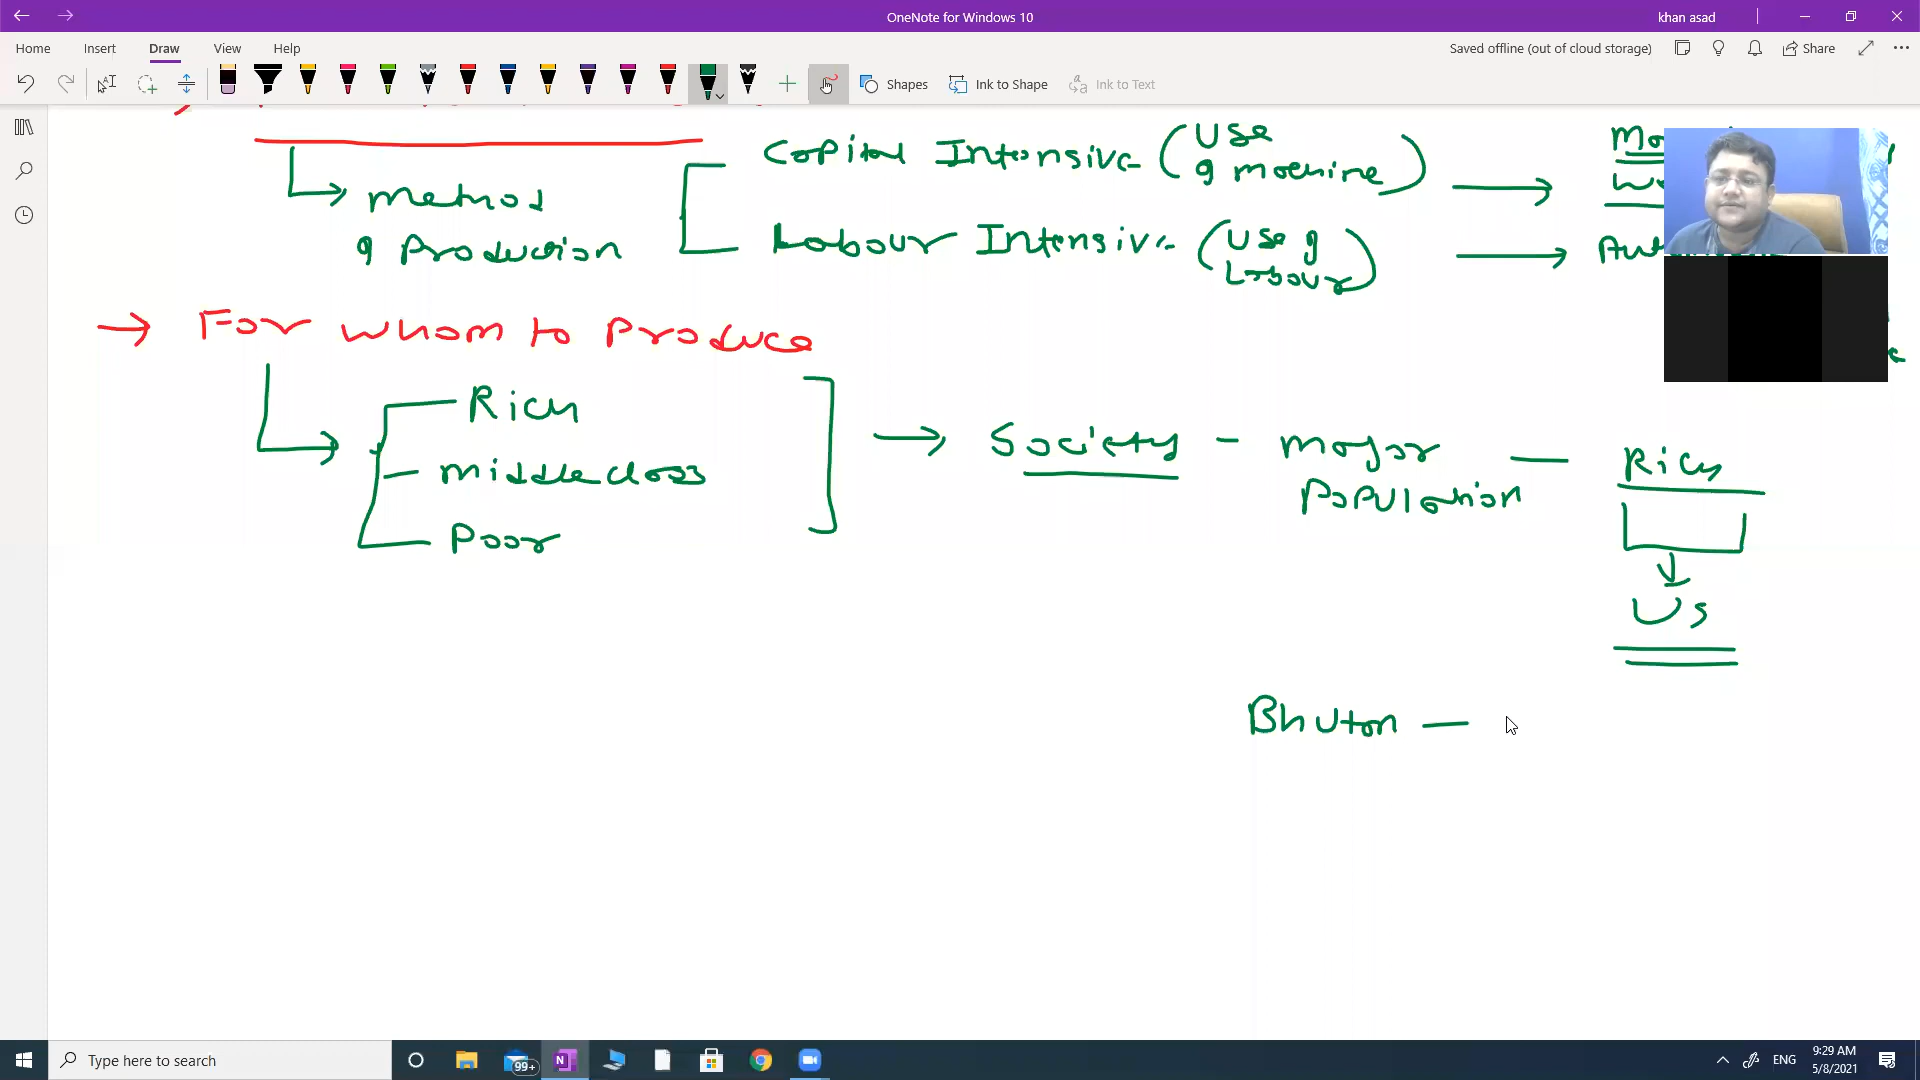 OneNote for Windows 10
khan asad
Home Insert Draw View Help
Saved offline (out of cloud storage)
Share
Shapes
Ink to Shape
Ink to Text
Capital Intensive (Use
of machine)
Method
of Production
Labour Intensive (Use of
Labour)
→ For whom to Produce
Rich
middle class
Poor
→ Society - major
Population
— Rich
US
Bhutan —
Type here to search
99+
ENG
9:29 AM
5/8/2021